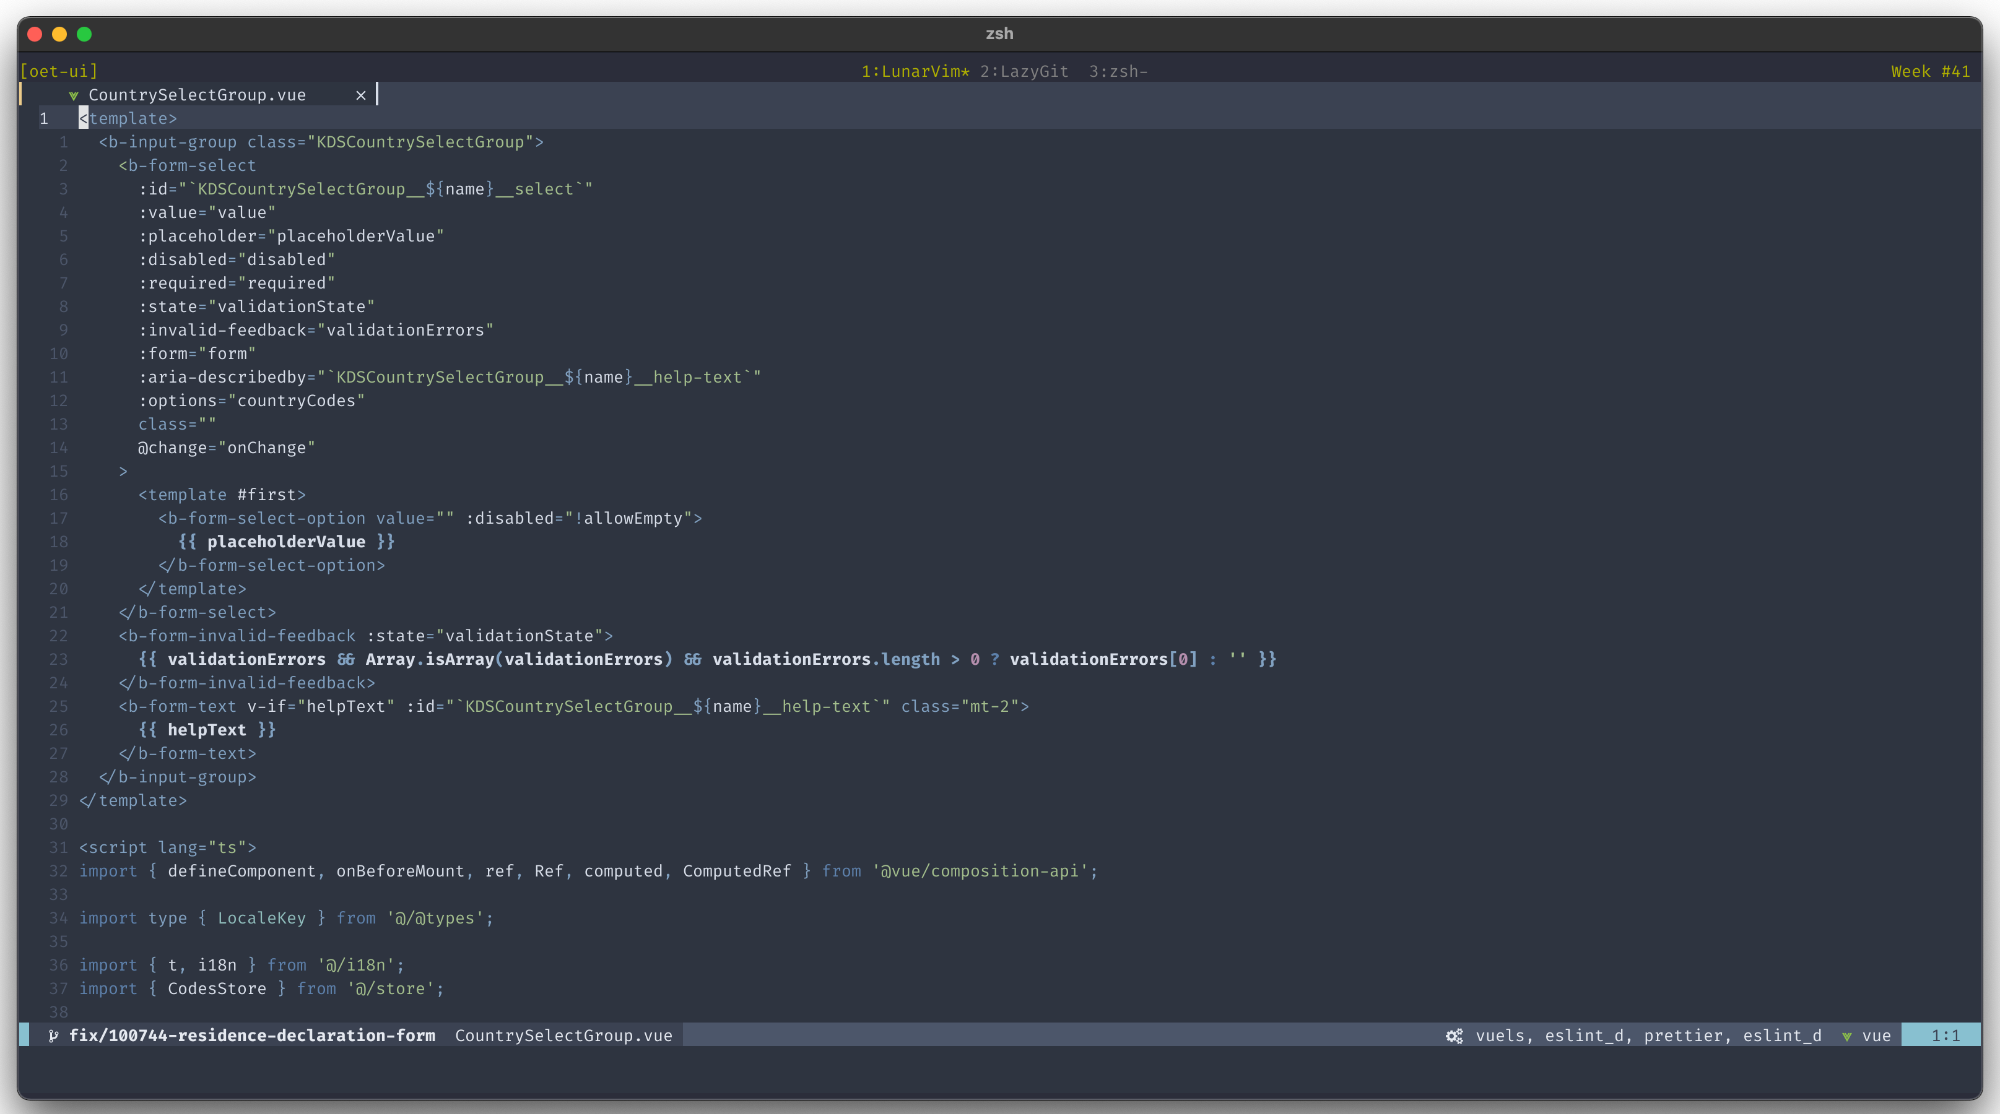 zsh
[oet-ui] 1:LunarVim* 2:LazyGit 3:zsh- Week #41
CountrySelectGroup.vue ×
1 <template>
1 <b-input-group class="KDSCountrySelectGroup">
2 <b-form-select
3 :id="`KDSCountrySelectGroup__${name}__select`"
4 :value="value"
5 :placeholder="placeholderValue"
6 :disabled="disabled"
7 :required="required"
8 :state="validationState"
9 :invalid-feedback="validationErrors"
10 :form="form"
11 :aria-describedby="`KDSCountrySelectGroup__${name}__help-text`"
12 :options="countryCodes"
13 class=""
14 @change="onChange"
15 >
16 <template #first>
17 <b-form-select-option value="" :disabled="!allowEmpty">
18 {{ placeholderValue }}
19 </b-form-select-option>
20 </template>
21 </b-form-select>
22 <b-form-invalid-feedback :state="validationState">
23 {{ validationErrors && Array.isArray(validationErrors) && validationErrors.length > 0 ? validationErrors[0] : '' }}
24 </b-form-invalid-feedback>
25 <b-form-text v-if="helpText" :id="`KDSCountrySelectGroup__${name}__help-text`" class="mt-2">
26 {{ helpText }}
27 </b-form-text>
28 </b-input-group>
29 </template>
30
31 <script lang="ts">
32 import { defineComponent, onBeforeMount, ref, Ref, computed, ComputedRef } from '@vue/composition-api';
33
34 import type { LocaleKey } from '@/@types';
35
36 import { t, i18n } from '@/i18n';
37 import { CodesStore } from '@/store';
38
fix/100744-residence-declaration-form CountrySelectGroup.vue vuels, eslint_d, prettier, eslint_d vue 1:1